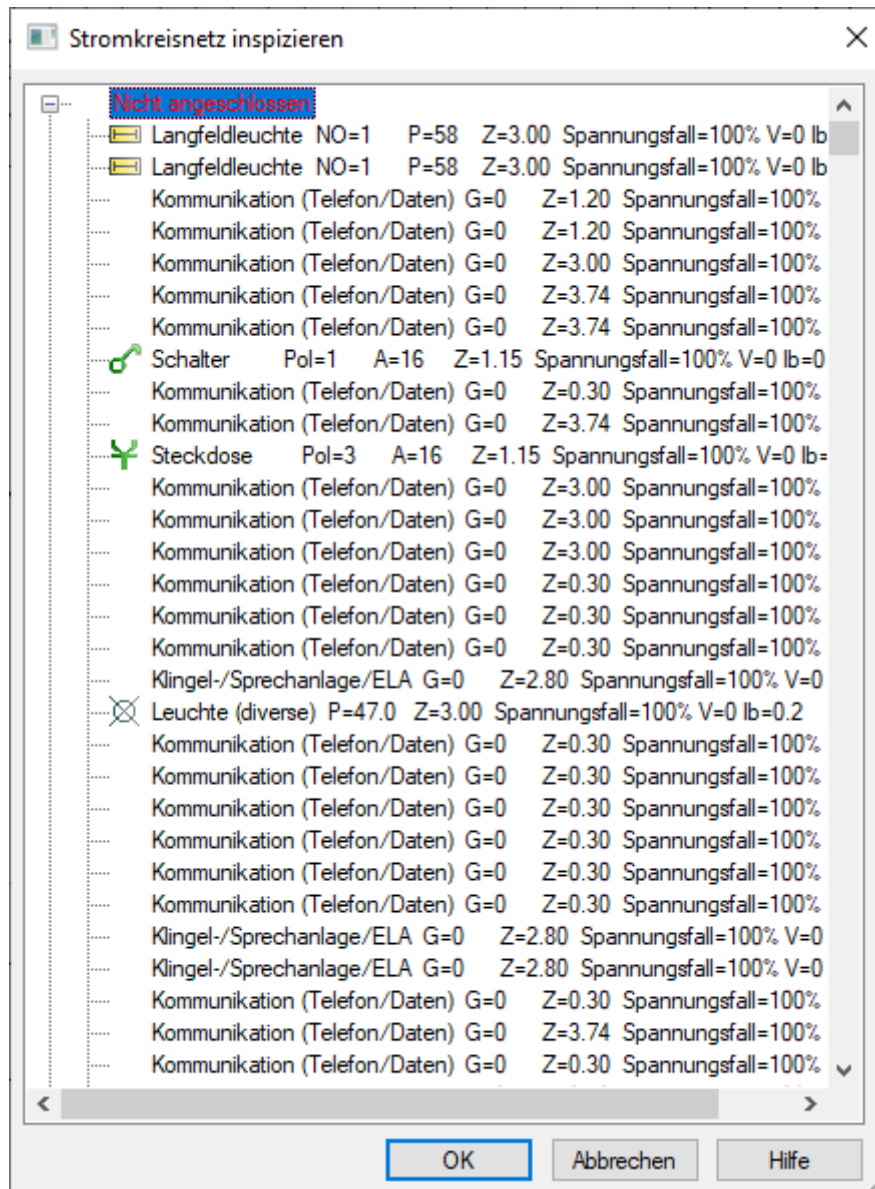 Stromkreisnetz inspizieren
Nicht angeschlossen
Langfeldleuchte NO=1 P=58 Z=3.00 Spannungsfall=100% V=0 Ib
Langfeldleuchte NO=1 P=58 Z=3.00 Spannungsfall=100% V=0 Ib
Kommunikation (Telefon/Daten) G=0 Z=1.20 Spannungsfall=100%
Kommunikation (Telefon/Daten) G=0 Z=1.20 Spannungsfall=100%
Kommunikation (Telefon/Daten) G=0 Z=3.00 Spannungsfall=100%
Kommunikation (Telefon/Daten) G=0 Z=3.74 Spannungsfall=100%
Kommunikation (Telefon/Daten) G=0 Z=3.74 Spannungsfall=100%
Schalter Pol=1 A=16 Z=1.15 Spannungsfall=100% V=0 Ib=0
Kommunikation (Telefon/Daten) G=0 Z=0.30 Spannungsfall=100%
Kommunikation (Telefon/Daten) G=0 Z=3.74 Spannungsfall=100%
Steckdose Pol=3 A=16 Z=1.15 Spannungsfall=100% V=0 Ib=
Kommunikation (Telefon/Daten) G=0 Z=3.00 Spannungsfall=100%
Kommunikation (Telefon/Daten) G=0 Z=3.00 Spannungsfall=100%
Kommunikation (Telefon/Daten) G=0 Z=3.00 Spannungsfall=100%
Kommunikation (Telefon/Daten) G=0 Z=0.30 Spannungsfall=100%
Kommunikation (Telefon/Daten) G=0 Z=0.30 Spannungsfall=100%
Kommunikation (Telefon/Daten) G=0 Z=0.30 Spannungsfall=100%
Klingel-/Sprechanlage/ELA G=0 Z=2.80 Spannungsfall=100% V=0
Leuchte (diverse) P=47.0 Z=3.00 Spannungsfall=100% V=0 Ib=0.2
Kommunikation (Telefon/Daten) G=0 Z=0.30 Spannungsfall=100%
Kommunikation (Telefon/Daten) G=0 Z=0.30 Spannungsfall=100%
Kommunikation (Telefon/Daten) G=0 Z=0.30 Spannungsfall=100%
Kommunikation (Telefon/Daten) G=0 Z=0.30 Spannungsfall=100%
Kommunikation (Telefon/Daten) G=0 Z=0.30 Spannungsfall=100%
Kommunikation (Telefon/Daten) G=0 Z=0.30 Spannungsfall=100%
Klingel-/Sprechanlage/ELA G=0 Z=2.80 Spannungsfall=100% V=0
Klingel-/Sprechanlage/ELA G=0 Z=2.80 Spannungsfall=100% V=0
Kommunikation (Telefon/Daten) G=0 Z=0.30 Spannungsfall=100%
Kommunikation (Telefon/Daten) G=0 Z=3.74 Spannungsfall=100%
Kommunikation (Telefon/Daten) G=0 Z=0.30 Spannungsfall=100%
OK Abbrechen Hilfe